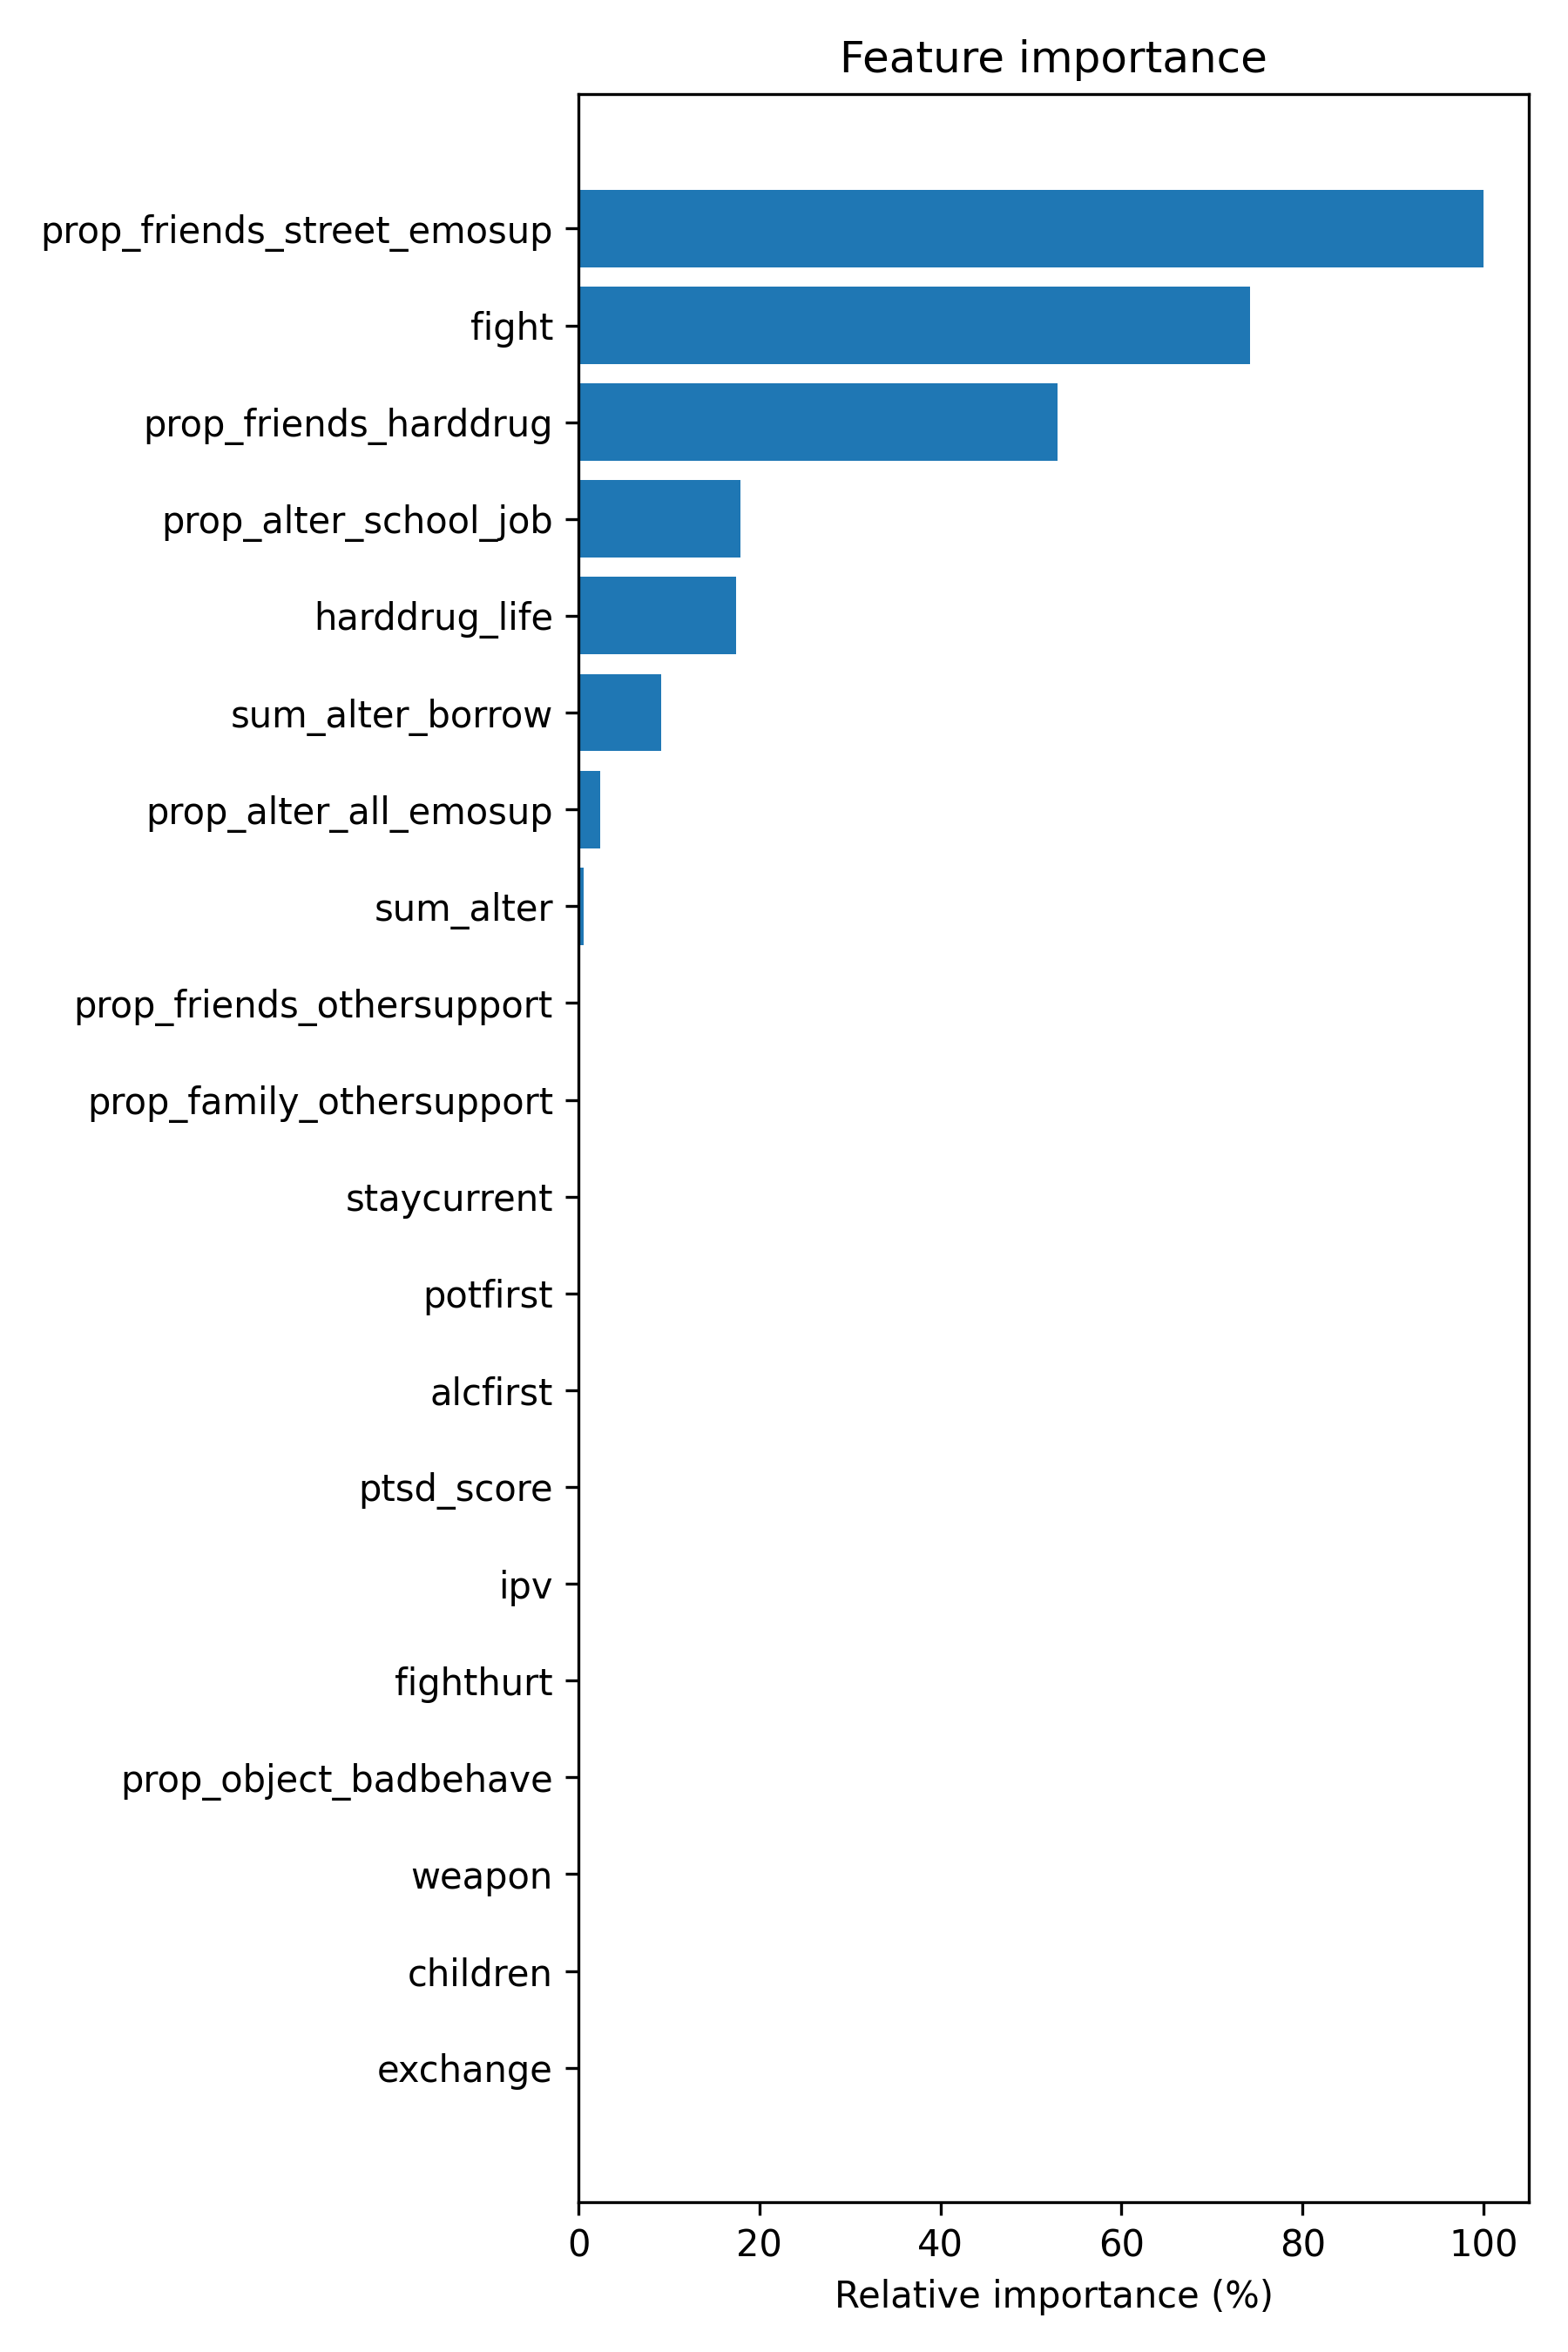 Feature importance
prop_friends_street_emosup
fight
prop_friends_harddrug
prop_alter_school_job
harddrug_life
sum_alter_borrow
prop_alter_all_emosup
sum_alter
prop_friends_othersupport
prop_family_othersupport
staycurrent
potfirst
alcfirst
ptsd_score
ipv
fighthurt
prop_object_badbehave
weapon
children
exchange
0 20 40 60 80 100
Relative importance (%)